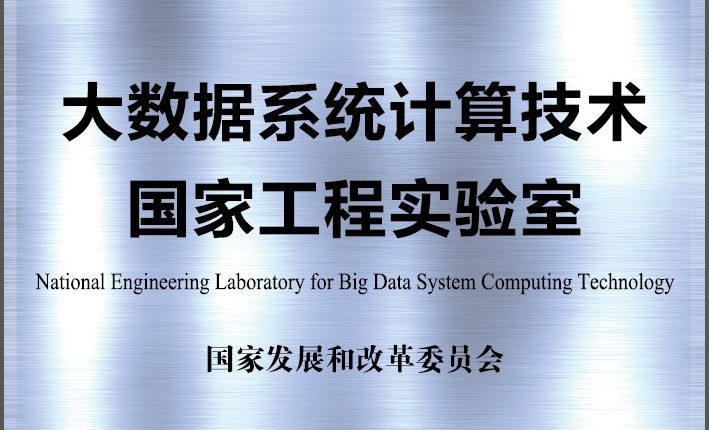 大数据系统计算技术
国家工程实验室
National Engineering Laboratory for Big Data System Computing Technology
国家发展和改革委员会